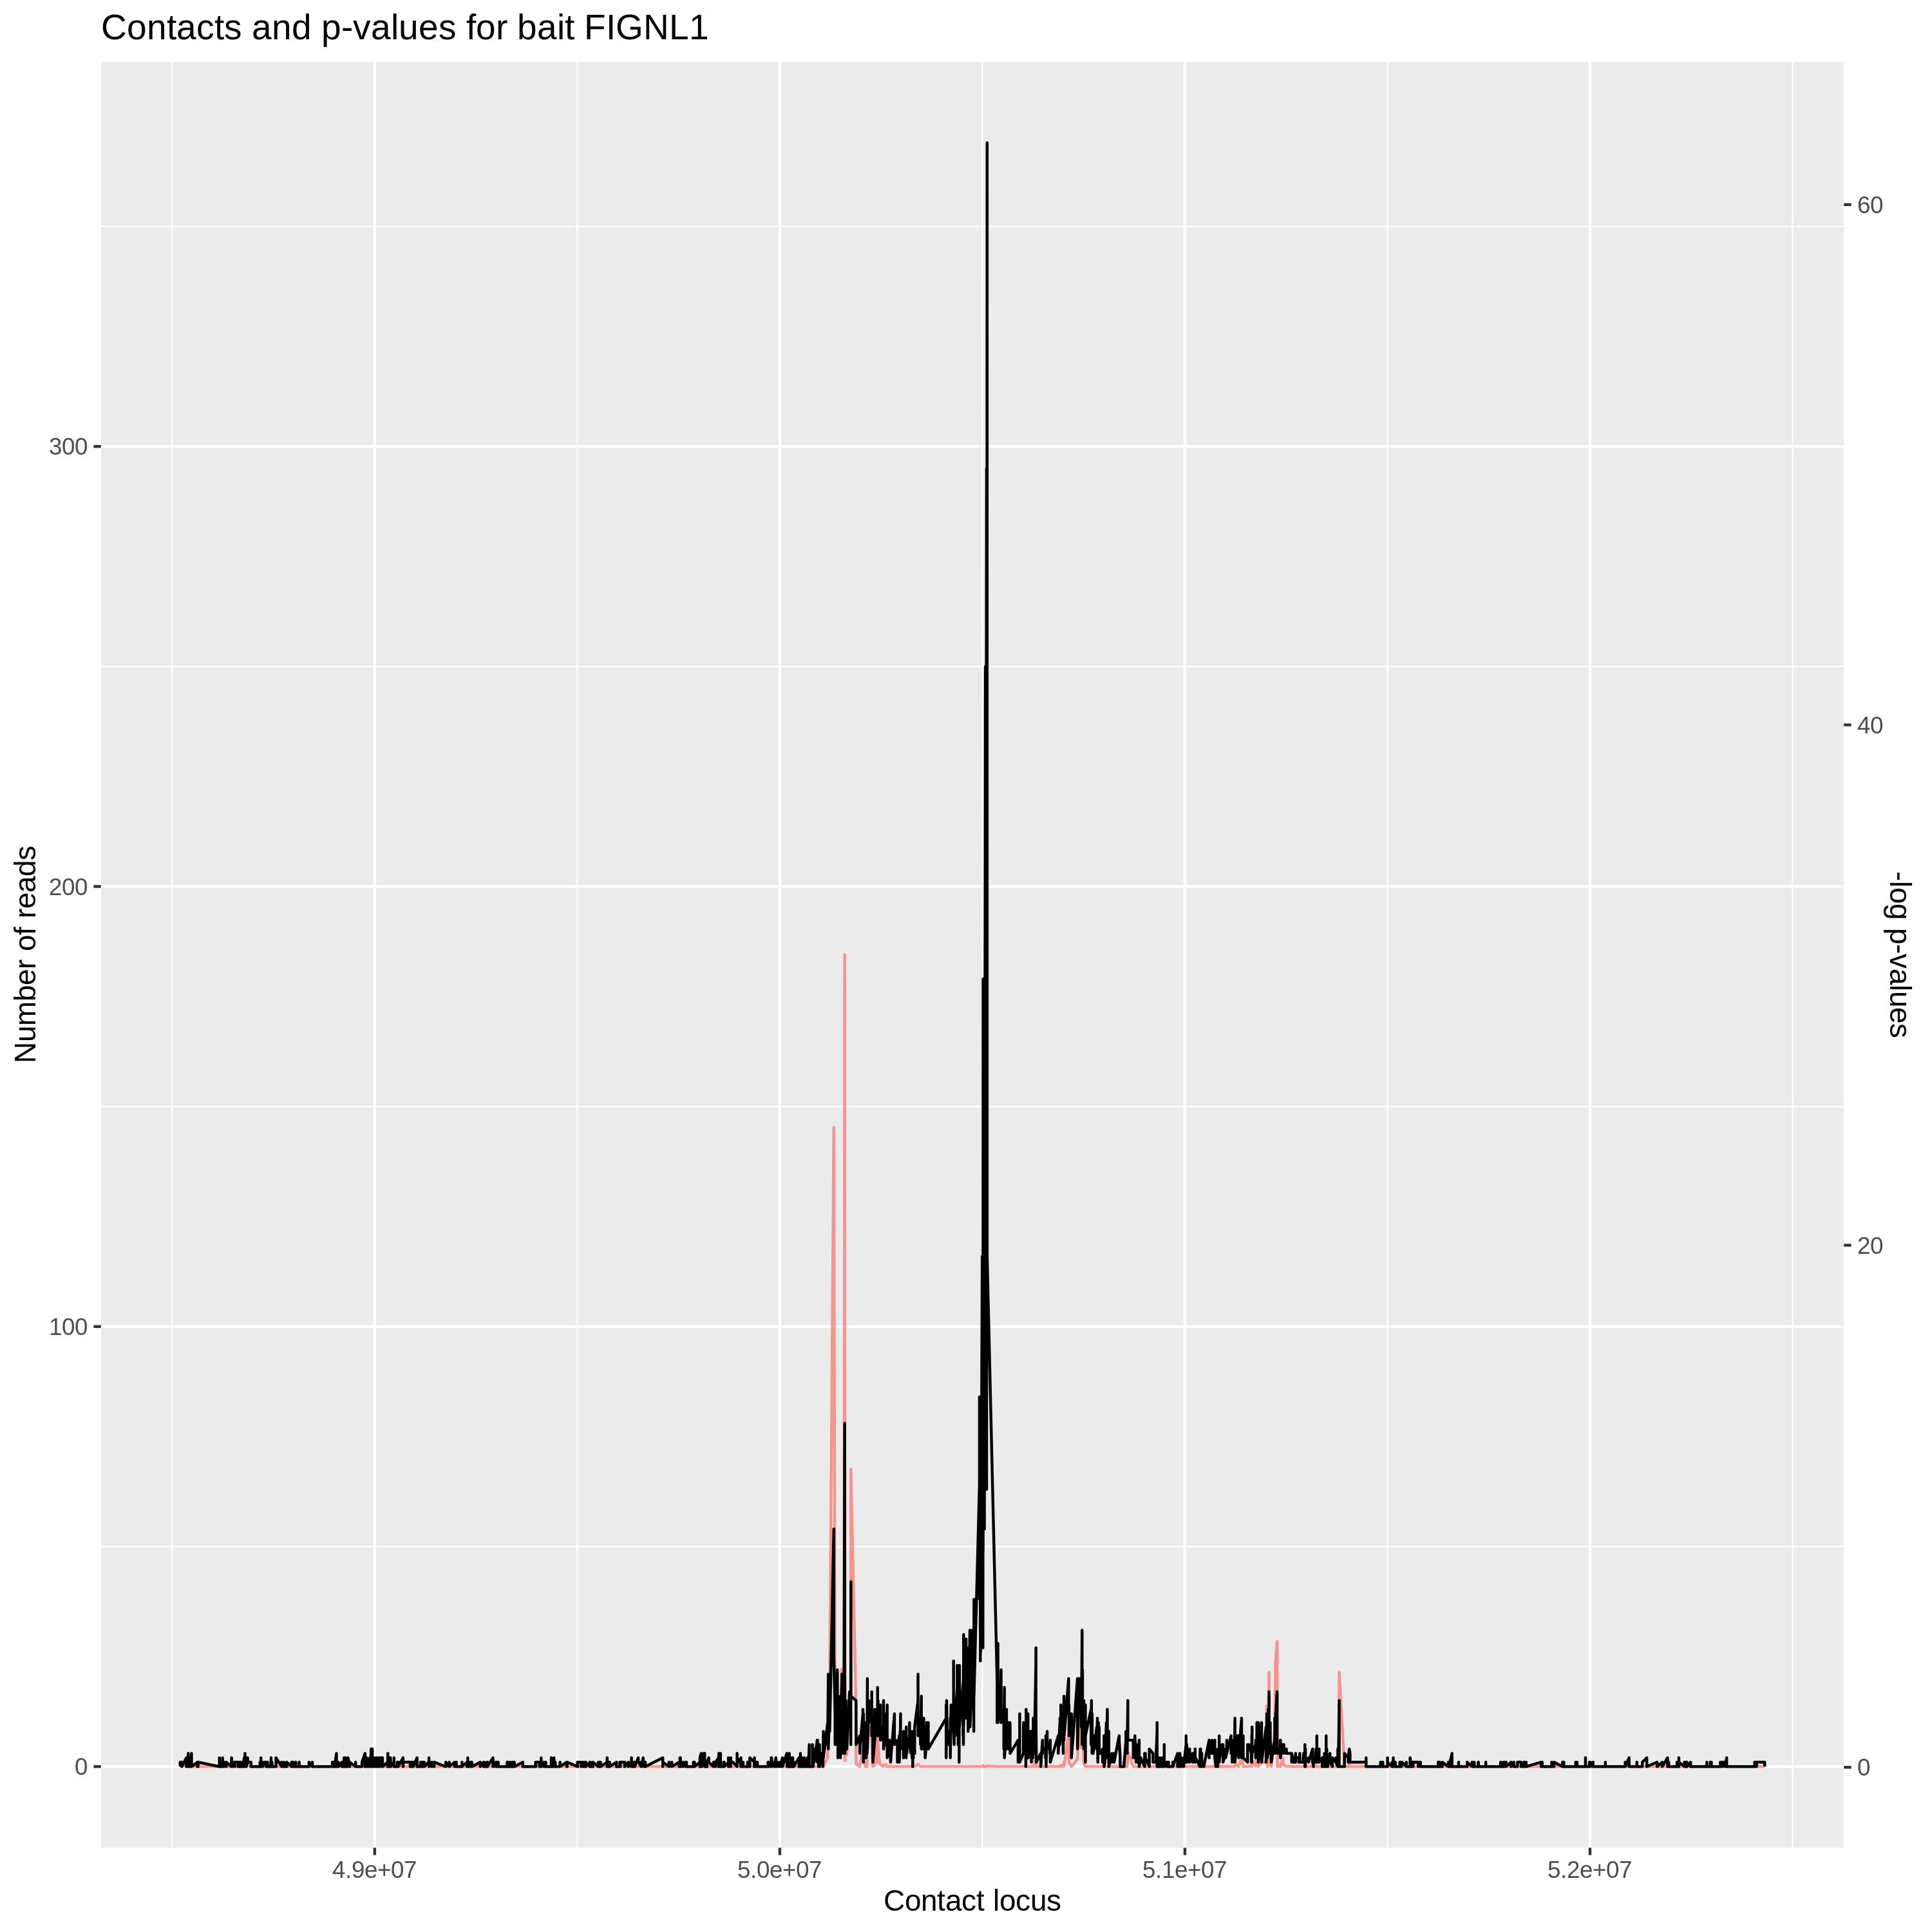 Contacts and p-values for bait FIGNL1
Number of reads
300
200
100
0
60
40
20
0
-log p-values
4.9e+07
5.0e+07
5.1e+07
5.2e+07
Contact locus